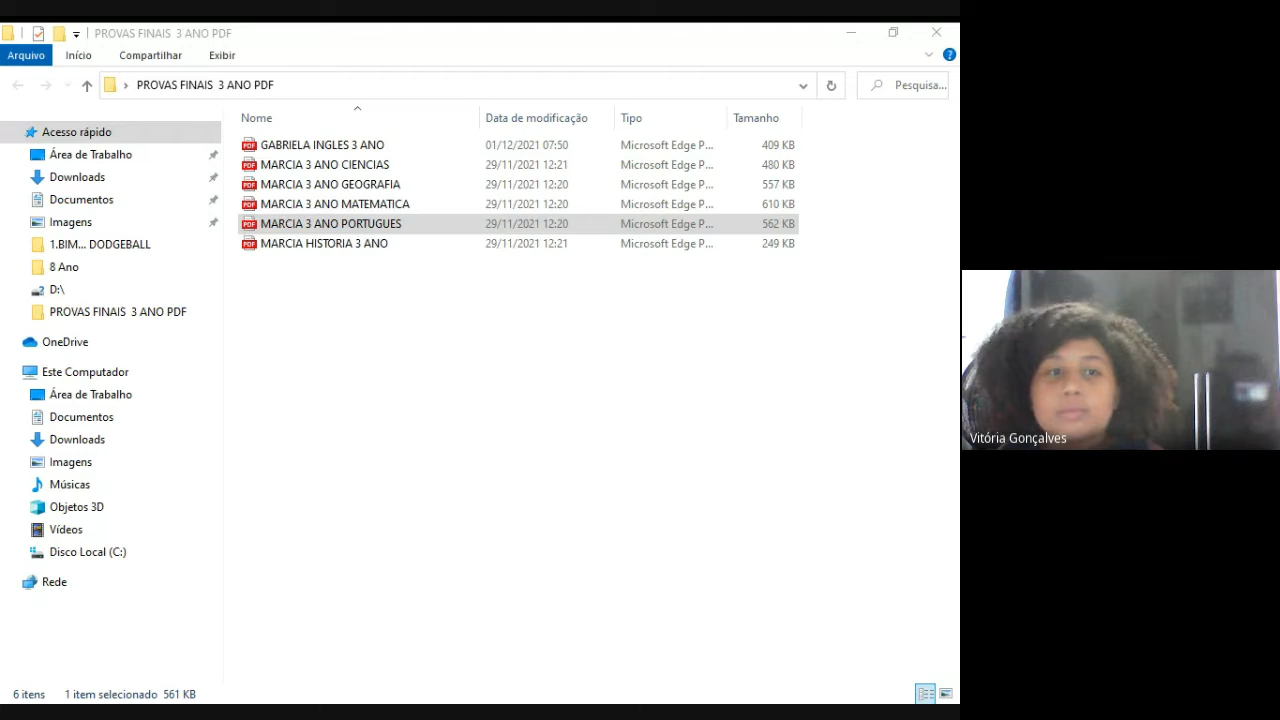 PROVAS FINAIS 3 ANO PDF
Arquivo Início Compartilhar Exibir
PROVAS FINAIS 3 ANO PDF Pesquisa...
Nome Data de modificação Tipo Tamanho
GABRIELA INGLES 3 ANO 01/12/2021 07:50 Microsoft Edge P... 409 KB
MARCIA 3 ANO CIENCIAS 29/11/2021 12:21 Microsoft Edge P... 480 KB
MARCIA 3 ANO GEOGRAFIA 29/11/2021 12:20 Microsoft Edge P... 557 KB
MARCIA 3 ANO MATEMATICA 29/11/2021 12:20 Microsoft Edge P... 610 KB
MARCIA 3 ANO PORTUGUES 29/11/2021 12:20 Microsoft Edge P... 562 KB
MARCIA HISTORIA 3 ANO 29/11/2021 12:21 Microsoft Edge P... 249 KB
Acesso rápido
Área de Trabalho
Downloads
Documentos
Imagens
1.BIM... DODGEBALL
8 Ano
D:\
PROVAS FINAIS 3 ANO PDF
OneDrive
Este Computador
Área de Trabalho
Documentos
Downloads
Imagens
Músicas
Objetos 3D
Vídeos
Disco Local (C:)
Rede
6 itens 1 item selecionado 561 KB
Vitória Gonçalves